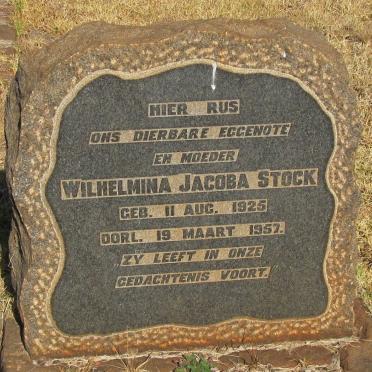 HIER RUS
ONS DIERBARE EGGENOTE
EN MOEDER
WILHELMINA JACOBA STOCK
GEB. 11 AUG. 1925
OORL. 19 MAART 1957.
ZY LEEFT IN ONZE
GEDACHTENIS VOORT.